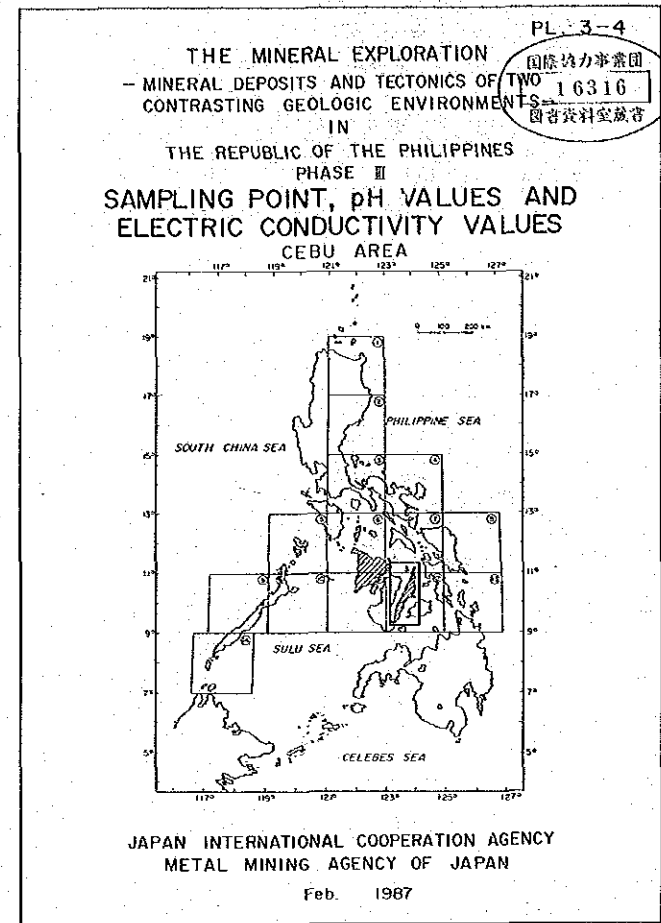 PL. 3-4
国際協力事業団
16316
図書資料室蔵書
THE MINERAL EXPLORATION
– MINERAL DEPOSITS AND TECTONICS OF TWO
CONTRASTING GEOLOGIC ENVIRONMENTS–
IN
THE REPUBLIC OF THE PHILIPPINES
PHASE III
SAMPLING POINT, pH VALUES AND
ELECTRIC CONDUCTIVITY VALUES
CEBU AREA
117° 119° 121° 123° 125° 127°
21° 21°
0 100 200 km
19° 19°
①
17° 17°
②
PHILIPPINE SEA
SOUTH CHINA SEA
15° 15°
③
13° 13°
11° 11°
9° 9°
SULU SEA
7° 7°
5° 5°
CELEBES SEA
117° 119° 121° 123° 125° 127°
JAPAN INTERNATIONAL COOPERATION AGENCY
METAL MINING AGENCY OF JAPAN
Feb. 1987